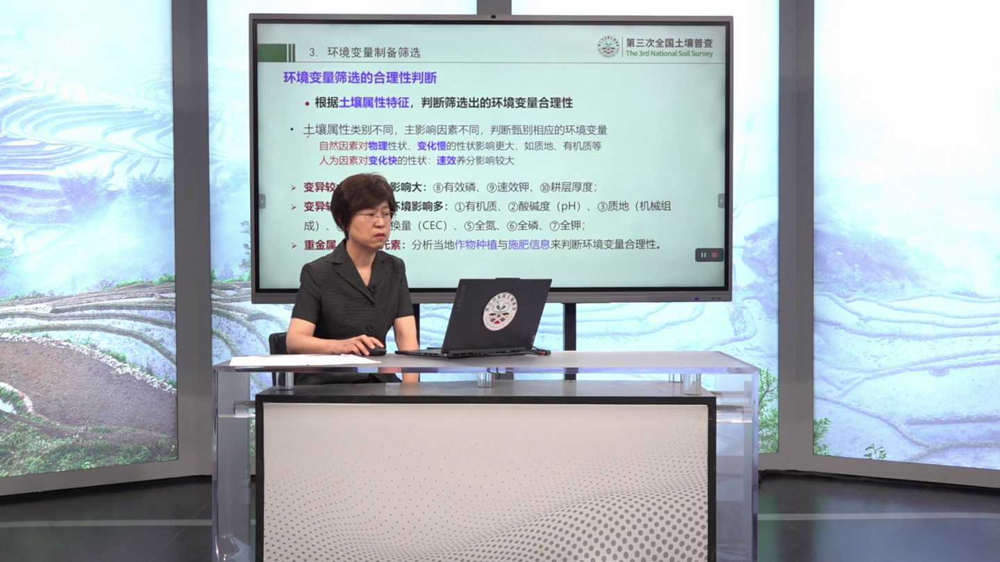 3. 环境变量制备筛选
第三次全国土壤普查
The 3rd National Soil Survey
环境变量筛选的合理性判断
• 根据土壤属性特征，判断筛选出的环境变量合理性
• 土壤属性类别不同，主影响因素不同，判断甄别相应的环境变量
自然因素对物理性状、变化慢的性状影响更大，如质地、有机质等
人为因素对变化快的性状：速效养分影响较大
➢ 变异较 影响大：⑧有效磷、⑨速效钾、⑩耕层厚度；
➢ 变异较 环境影响多：①有机质、②酸碱度（pH）、③质地（机械组
成）、 换量（CEC）、⑤全氮、⑥全磷、⑦全钾；
➢ 重金属 元素：分析当地作物种植与施肥信息来判断环境变量合理性。